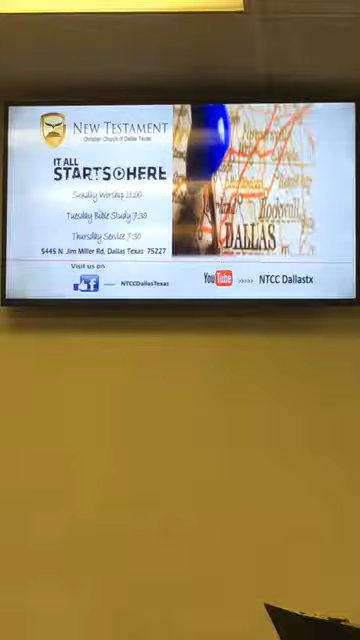 NEW TESTAMENT
Christian Church of Dallas Texas
IT ALL
STARTS HERE
Sunday Worship 11:00
Tuesday Bible Study 7:30
Thursday Service 7:30
5445 N. Jim Miller Rd, Dallas Texas 75227
Visit us on
f NTCCDallasTexas
YouTube >>>>> NTCC Dallastx
Rockwall
DALLAS